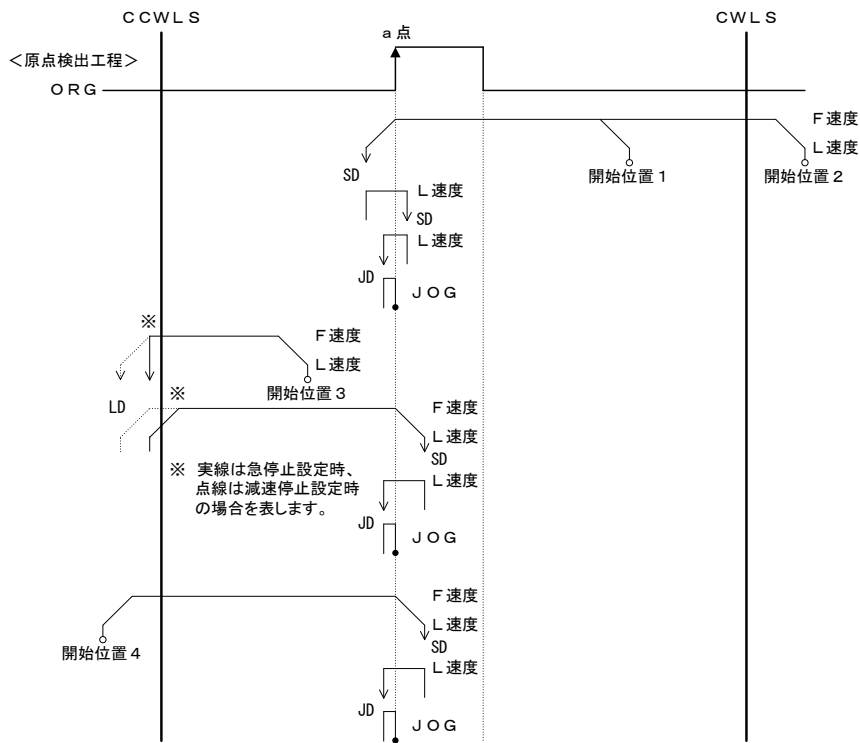 ＣＣＷＬＳ
ＣＷＬＳ
ａ点
＜原点検出工程＞
ＯＲＧ
Ｆ速度
Ｌ速度
SD
開始位置１
開始位置２
Ｌ速度
SD
Ｌ速度
JD
ＪＯＧ
※
Ｆ速度
Ｌ速度
開始位置３
※
LD
Ｆ速度
Ｌ速度
SD
※ 実線は急停止設定時、
点線は減速停止設定時
の場合を表します。
Ｌ速度
JD
ＪＯＧ
Ｆ速度
Ｌ速度
SD
開始位置４
Ｌ速度
JD
ＪＯＧ